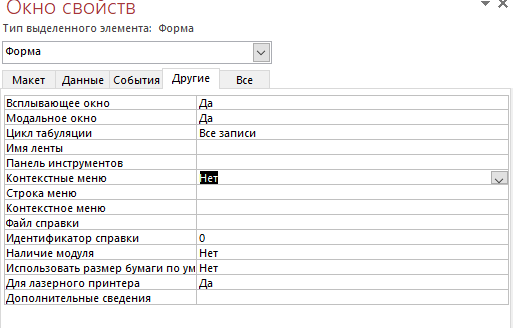 Окно свойств
Тип выделенного элемента: Форма
Форма
Макет Данные События Другие Все
Всплывающее окно Да
Модальное окно Да
Цикл табуляции Все записи
Имя ленты
Панель инструментов
Контекстные меню Нет
Строка меню
Контекстное меню
Файл справки
Идентификатор справки 0
Наличие модуля Нет
Использовать размер бумаги по ум Нет
Для лазерного принтера Да
Дополнительные сведения